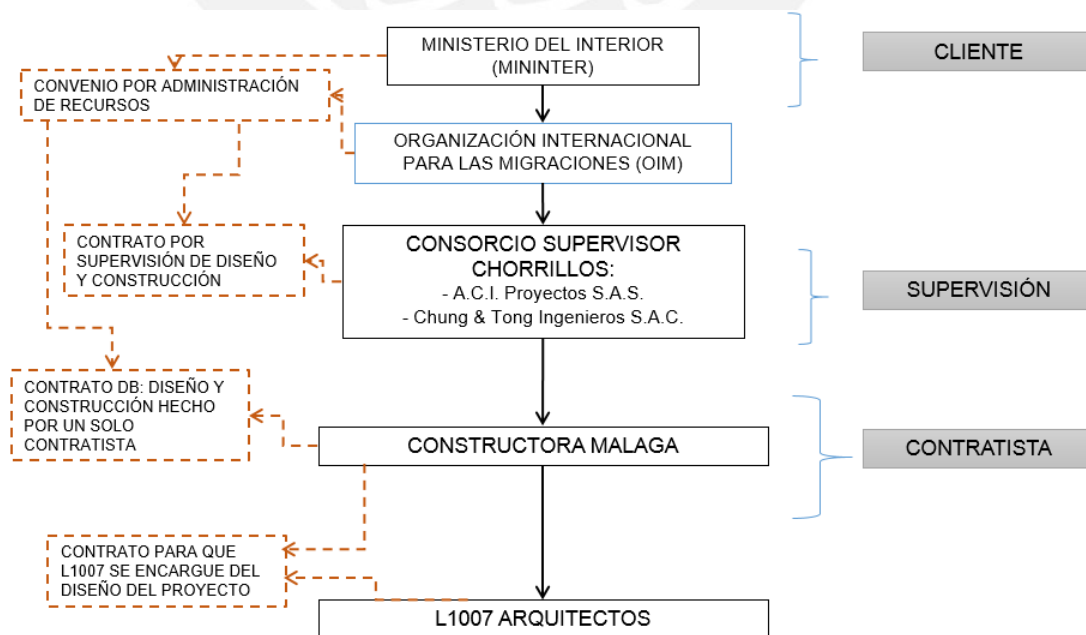 MINISTERIO DEL INTERIOR
(MININTER)
CLIENTE
CONVENIO POR ADMINISTRACIÓN
DE RECURSOS
ORGANIZACIÓN INTERNACIONAL
PARA LAS MIGRACIONES (OIM)
CONTRATO POR
SUPERVISIÓN DE DISEÑO
Y CONSTRUCCIÓN
CONSORCIO SUPERVISOR
CHORRILLOS:
- A.C.I. Proyectos S.A.S.
- Chung & Tong Ingenieros S.A.C.
SUPERVISIÓN
CONTRATO DB: DISEÑO Y
CONSTRUCCIÓN HECHO
POR UN SOLO
CONTRATISTA
CONSTRUCTORA MALAGA
CONTRATISTA
CONTRATO PARA QUE
L1007 SE ENCARGUE DEL
DISEÑO DEL PROYECTO
L1007 ARQUITECTOS